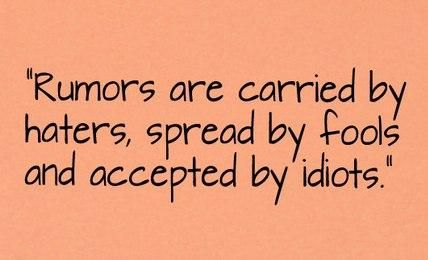 "Rumors are carried by
haters, spread by fools
and accepted by idiots."